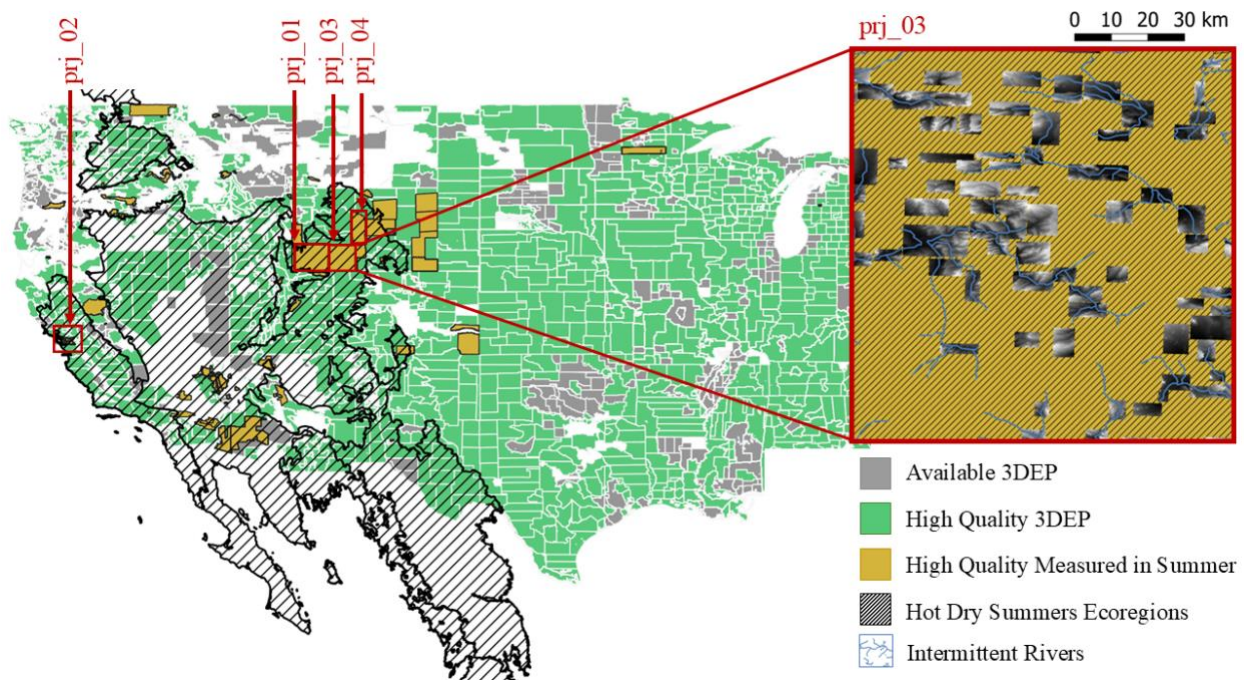 prj_02
prj_01
prj_03
prj_04
prj_03
0 10 20 30 km
Available 3DEP
High Quality 3DEP
High Quality Measured in Summer
Hot Dry Summers Ecoregions
Intermittent Rivers